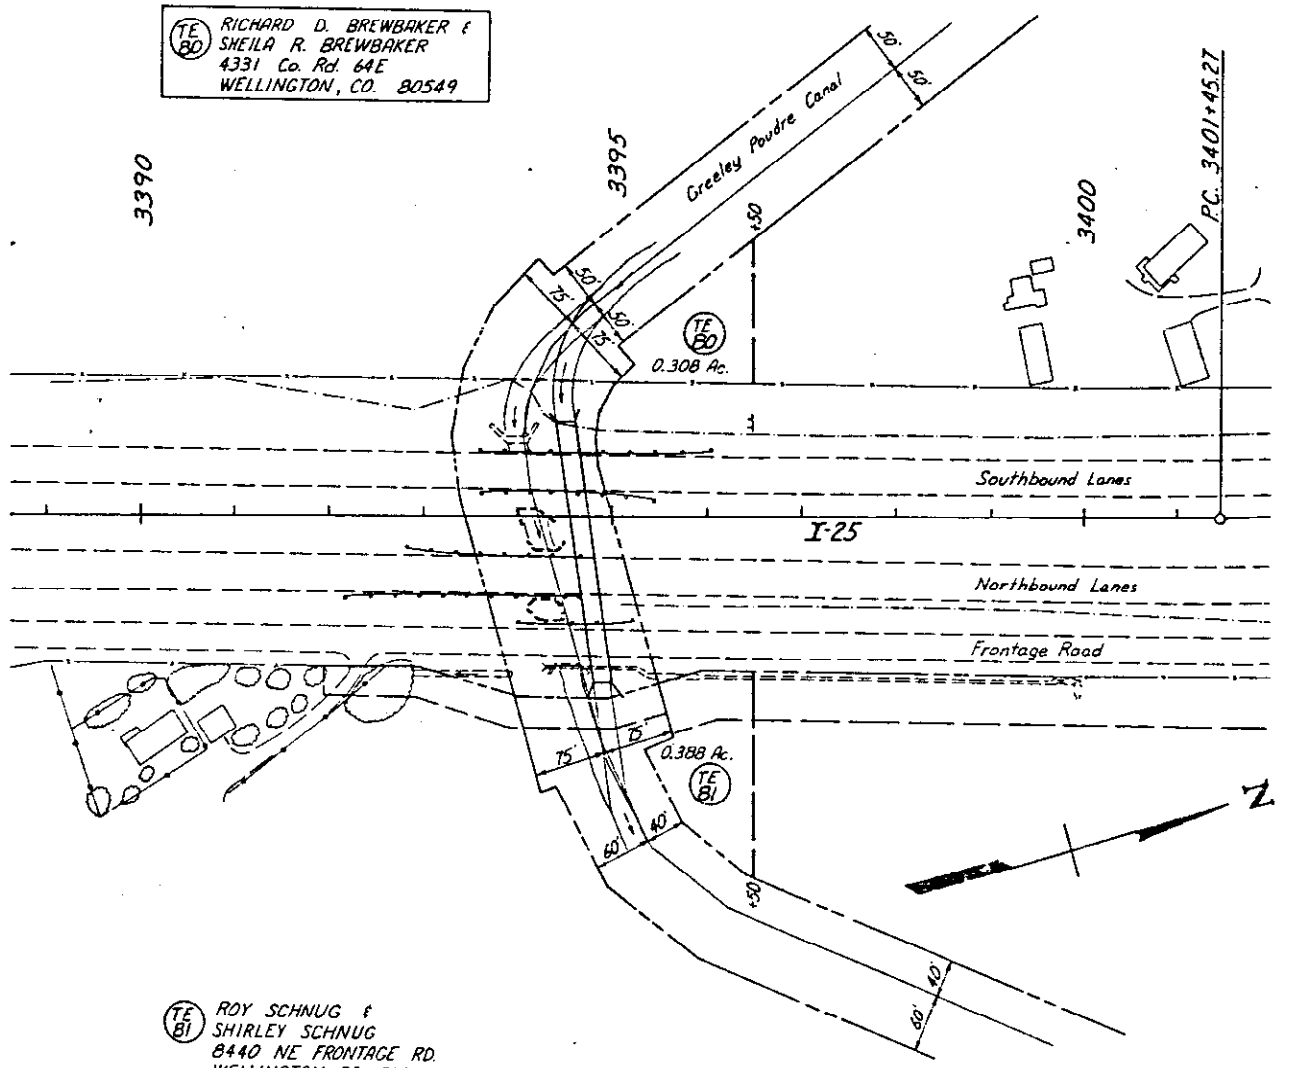 TE 80
RICHARD D. BREWBAKER &
SHEILA R. BREWBAKER
4331 Co. Rd. 64E
WELLINGTON, CO. 80549
3390
3395
3400
P.C. 3401+45.27
Greeley Poudre Canal
50'
50'
+50
50'
75'
50'
75'
TE 80
0.308 Ac.
Southbound Lanes
I-25
Northbound Lanes
Frontage Road
75'
75'
0.388 Ac.
TE 81
60'
40'
+50
N
40'
60'
TE 81
ROY SCHNUG &
SHIRLEY SCHNUG
8440 NE FRONTAGE RD.
WELLINGTON